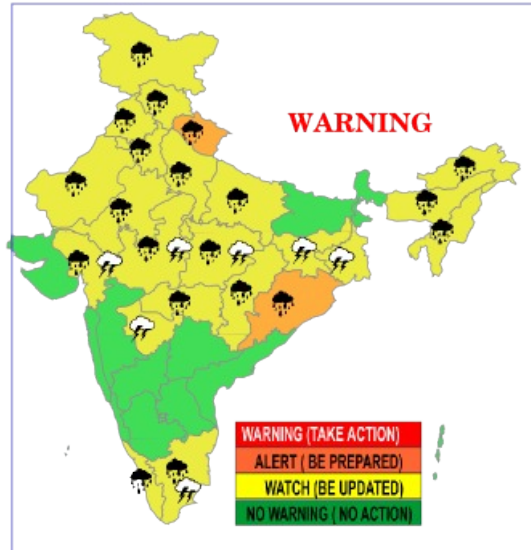 WARNING
WARNING (TAKE ACTION)
ALERT ( BE PREPARED)
WATCH (BE UPDATED)
NO WARNING ( NO ACTION)